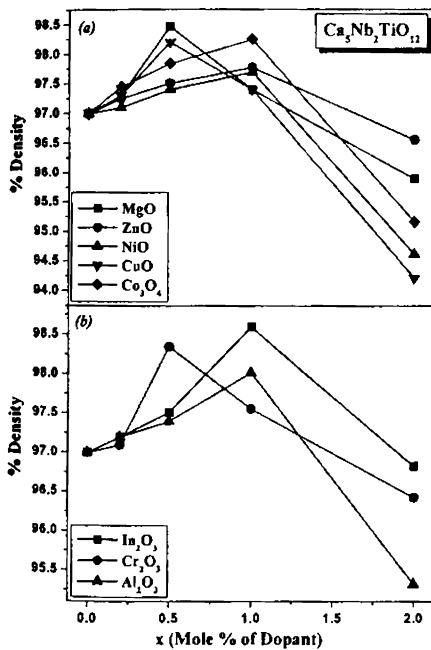 (a)
Ca5Nb2TiO12
98.5
98.0
97.5
97.0
96.5
96.0
95.5
95.0
94.5
94.0
% Density
MgO
ZnO
NiO
CuO
Co3O4
(b)
98.5
98.0
97.5
97.0
96.5
96.0
95.5
% Density
In2O3
Cr2O3
Al2O3
0.0 0.5 1.0 1.5 2.0
x (Mole % of Dopant)